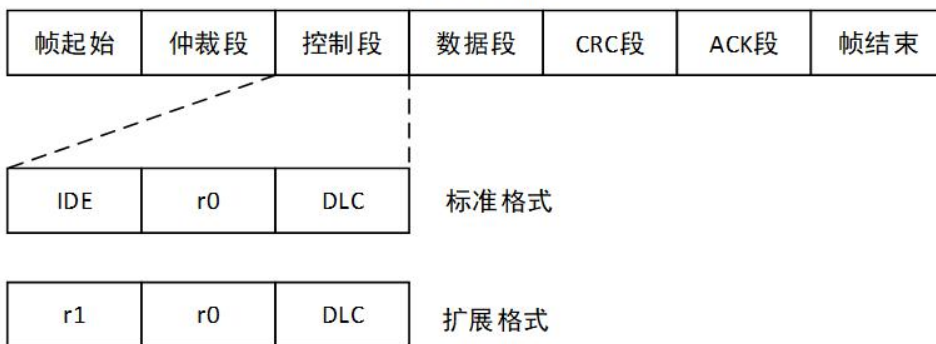 帧起始 仲裁段 控制段 数据段 CRC段 ACK段 帧结束
IDE r0 DLC 标准格式
r1 r0 DLC 扩展格式